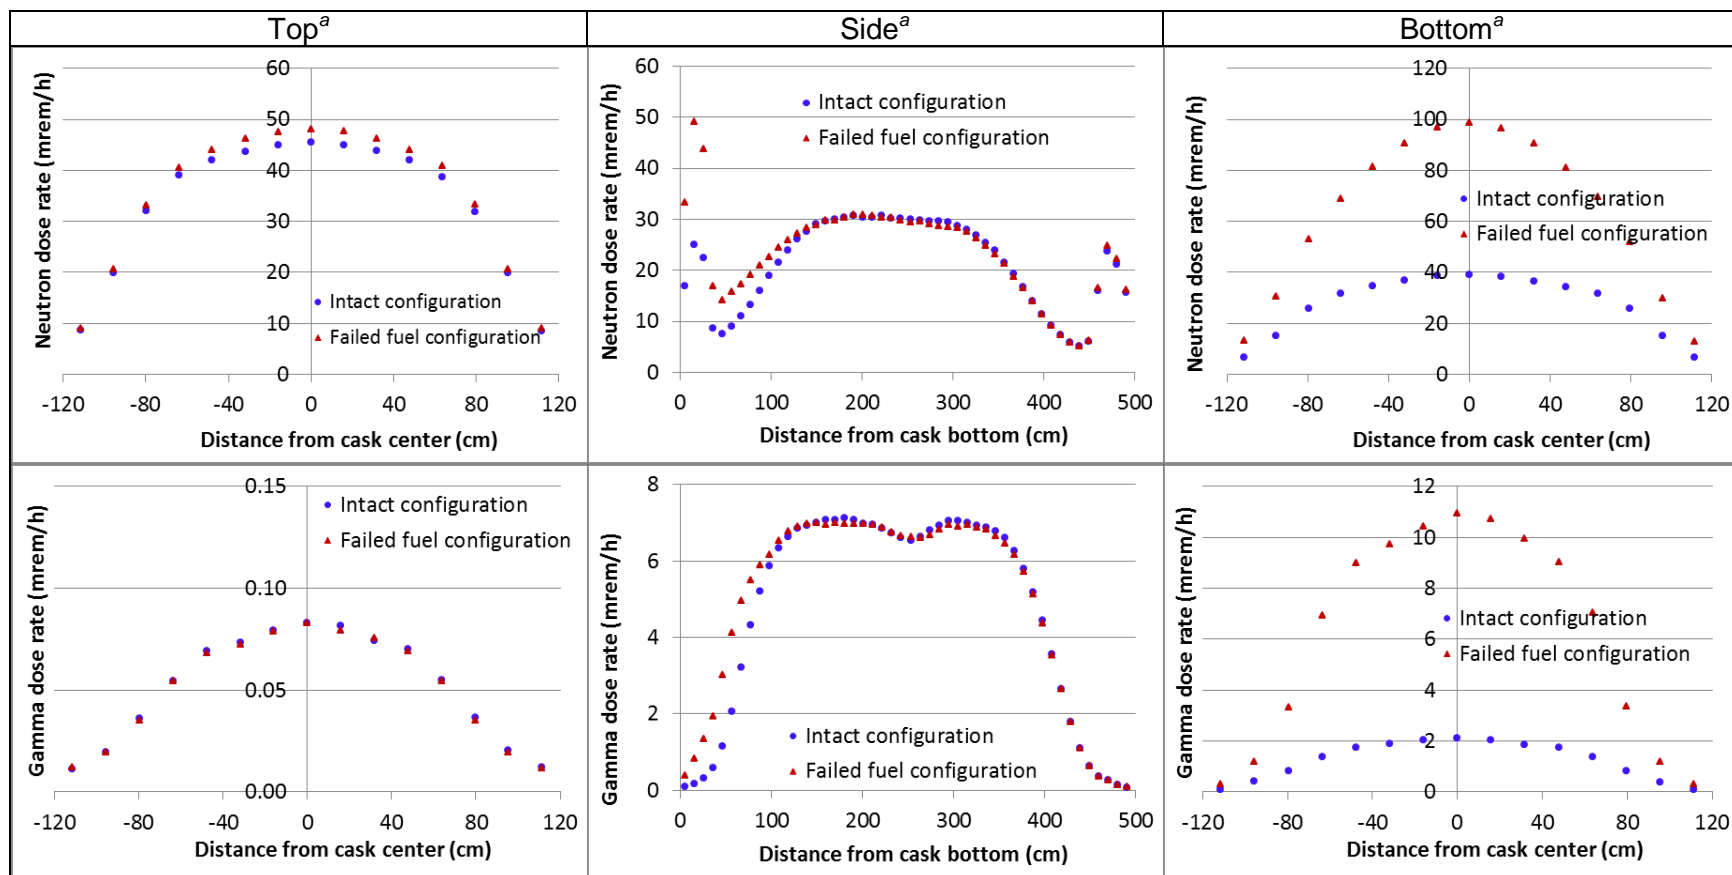 Topᵃ
Sideᵃ
Bottomᵃ
Neutron dose rate (mrem/h)
60
50
40
30
20
10
0
Intact configuration
Failed fuel configuration
-120 -80 -40 0 40 80 120
Distance from cask center (cm)
Neutron dose rate (mrem/h)
60
50
40
30
20
10
0
Intact configuration
Failed fuel configuration
0 100 200 300 400 500
Distance from cask bottom (cm)
Neutron dose rate (mrem/h)
120
100
80
60
40
20
0
Intact configuration
Failed fuel configuration
-120 -80 -40 0 40 80 120
Distance from cask center (cm)
Gamma dose rate (mrem/h)
0.15
0.10
0.05
0.00
Intact configuration
Failed fuel configuration
-120 -80 -40 0 40 80 120
Distance from cask center (cm)
Gamma dose rate (mrem/h)
8
6
4
2
0
Intact configuration
Failed fuel configuration
0 100 200 300 400 500
Distance from cask bottom (cm)
Gamma dose rate (mrem/h)
12
10
8
6
4
2
0
Intact configuration
Failed fuel configuration
-120 -80 -40 0 40 80 120
Distance from cask center (cm)